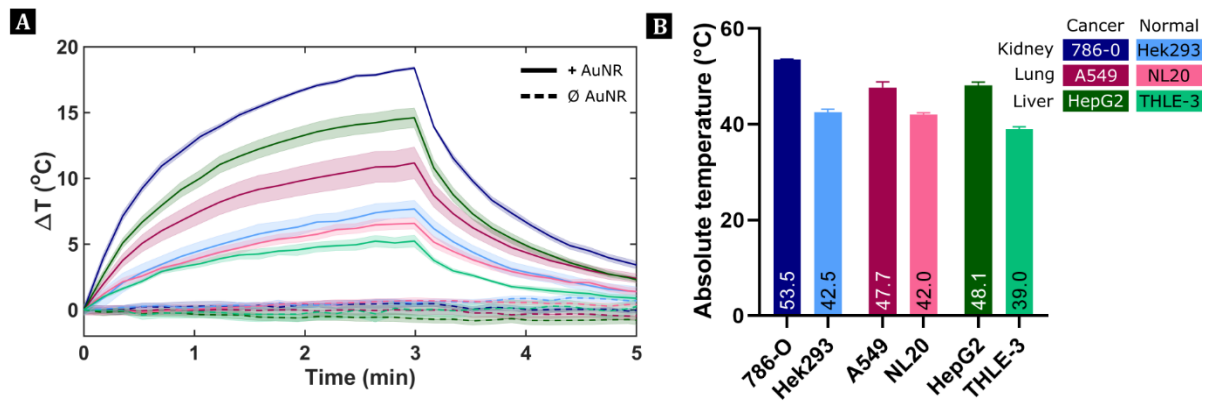 A
20
15
10
5
0
ΔT (°C)
+ AuNR
Ø AuNR
0 1 2 3 4 5
Time (min)
B
Cancer Normal
Kidney 786-0 Hek293
Lung A549 NL20
Liver HepG2 THLE-3
60
40
20
0
Absolute temperature (°C)
53.5 42.5 47.7 42.0 48.1 39.0
786-O Hek293 A549 NL20 HepG2 THLE-3